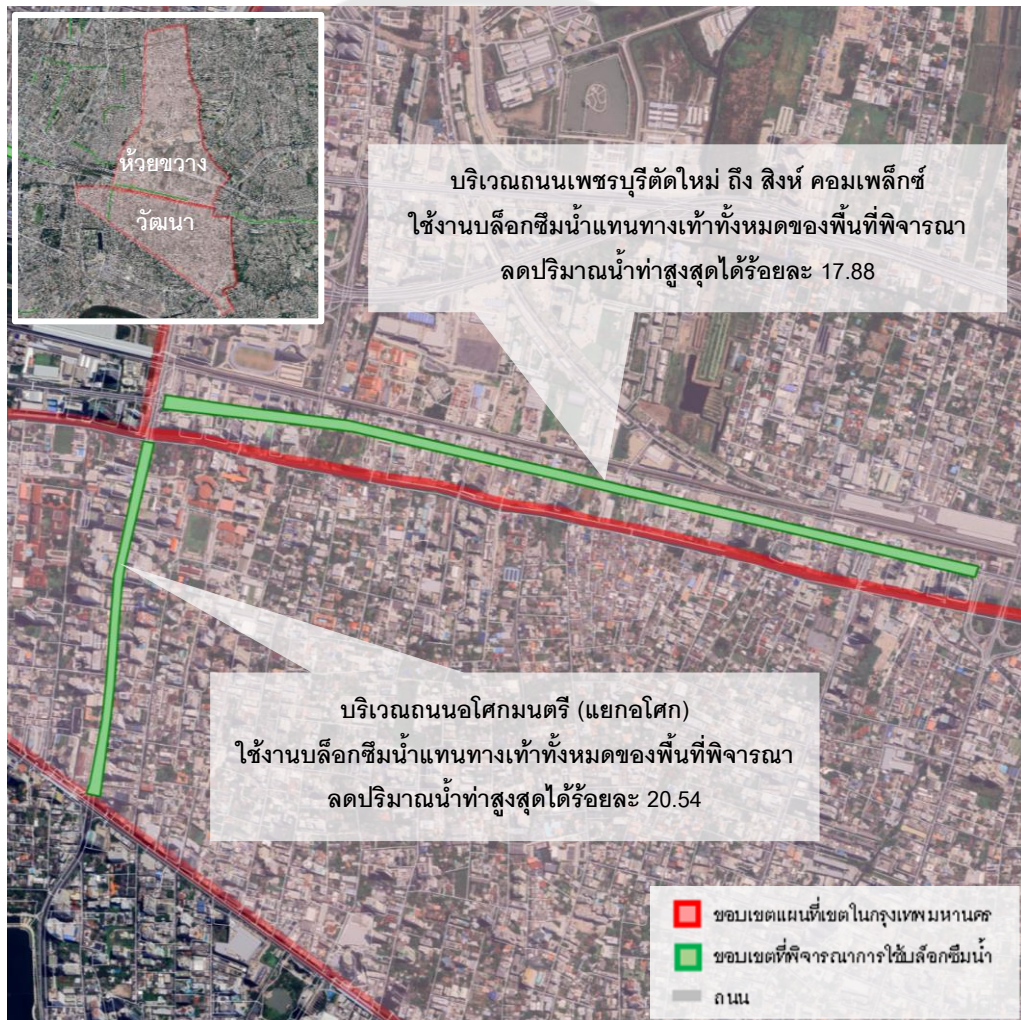 ห้วยขวาง
วัฒนา
บริเวณถนนเพชรบุรีตัดใหม่ ถึง สิงห์ คอมเพล็กซ์
ใช้งานบล็อกซึมน้ำแทนทางเท้าทั้งหมดของพื้นที่พิจารณา
ลดปริมาณน้ำท่าสูงสุดได้ร้อยละ 17.88
บริเวณถนนอโศกมนตรี (แยกอโศก)
ใช้งานบล็อกซึมน้ำแทนทางเท้าทั้งหมดของพื้นที่พิจารณา
ลดปริมาณน้ำท่าสูงสุดได้ร้อยละ 20.54
ขอบเขตแผนที่เขตในกรุงเทพมหานคร
ขอบเขตที่พิจารณาการใช้บล็อกซึมน้ำ
ถนน